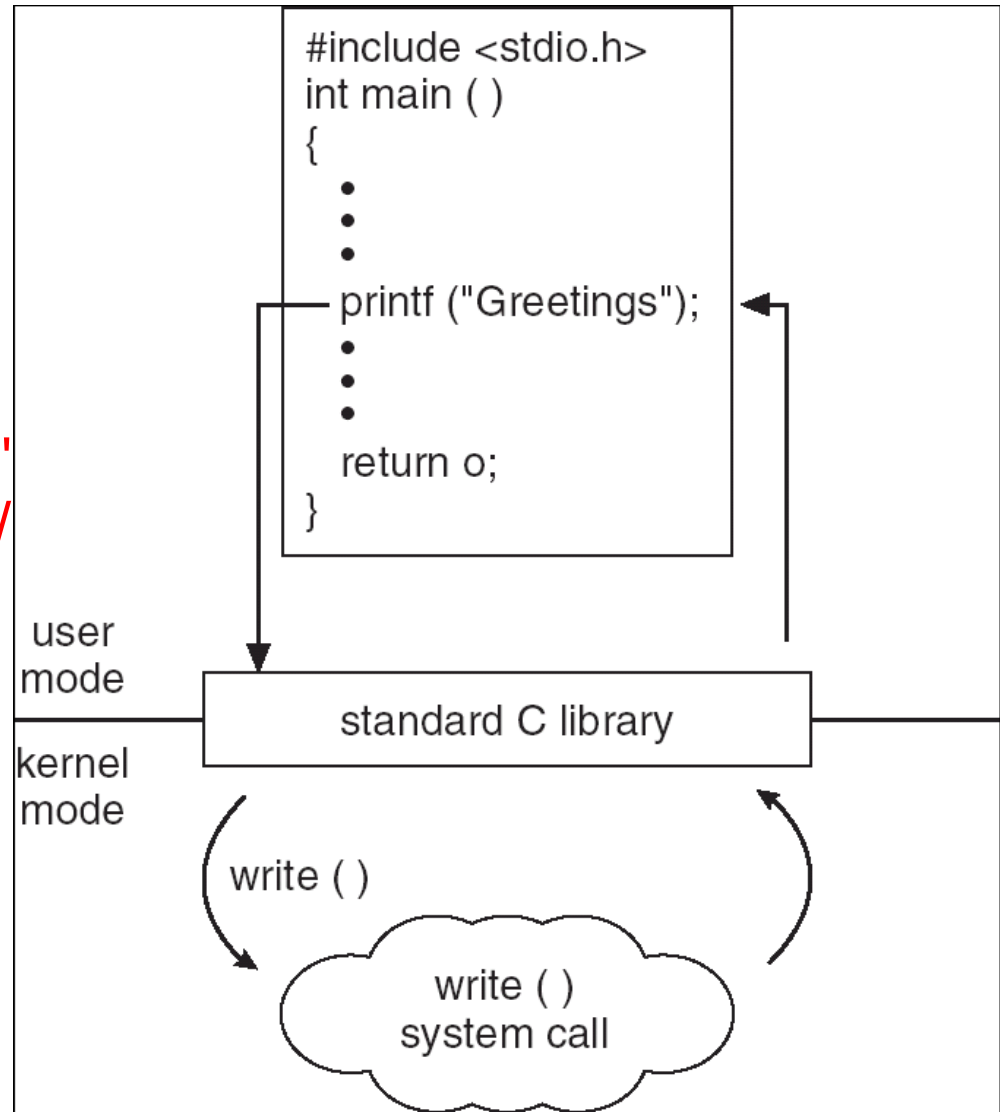 #include <stdio.h>
int main ( )
{
•
•
•
printf ("Greetings");
•
•
•
return o;
}
user
mode
standard C library
kernel
mode
write ( )
write ( )
system call